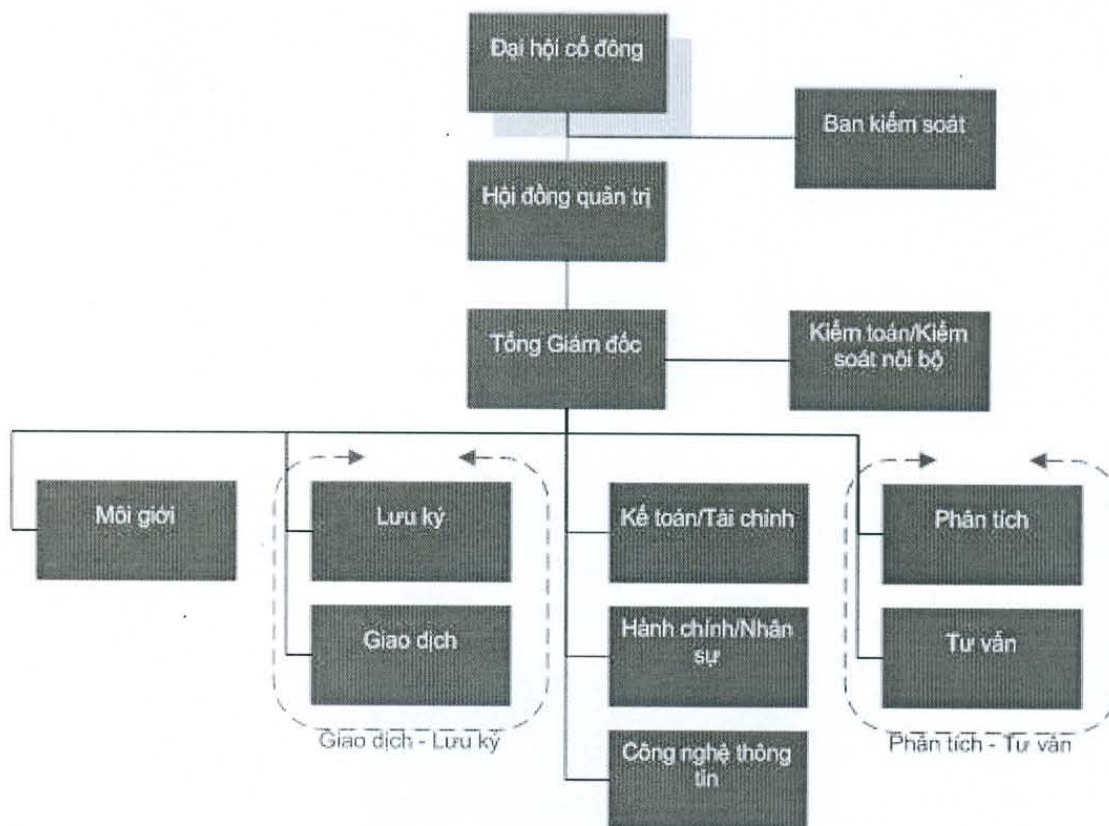 Đại hội cổ đông
Ban kiểm soát
Hội đồng quản trị
Tổng Giám đốc
Kiểm toán/Kiểm
soát nội bộ
Môi giới
Lưu ký
Kế toán/Tài chính
Phân tích
Giao dịch
Hành chính/Nhân
sự
Tư vấn
Giao dịch - Lưu ký
Phân tích - Tư vấn
Công nghệ thông
tin